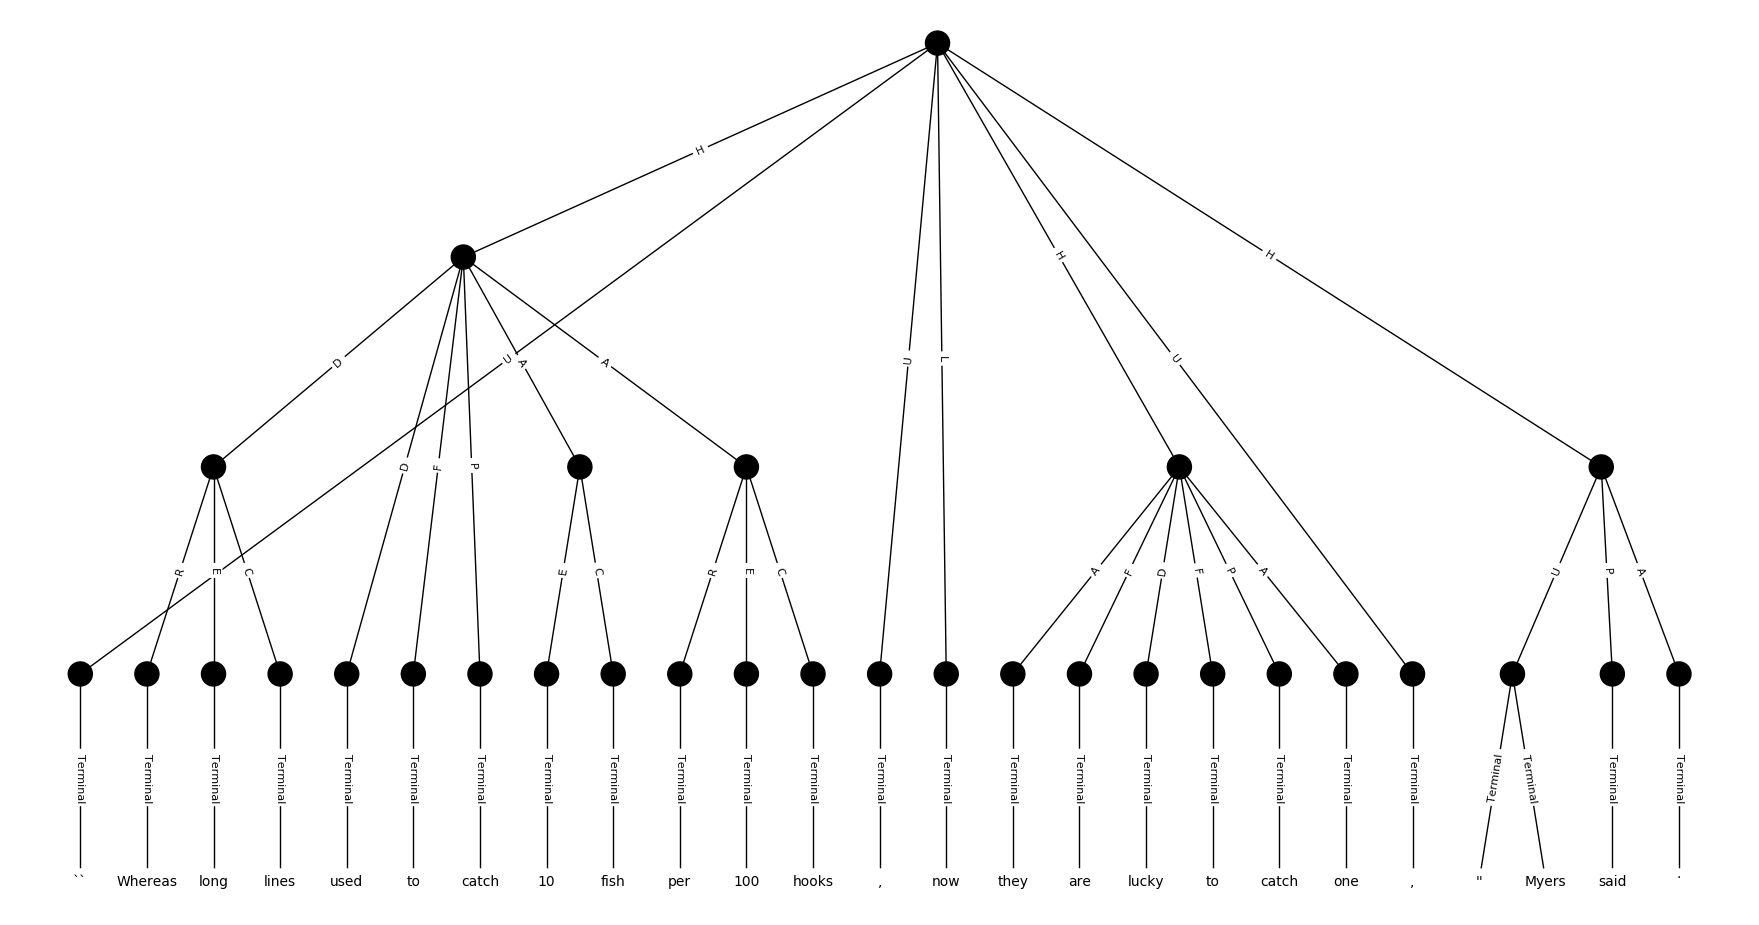 H
H
H
D
U
A
A
U
L
U
D
F
P
R
E
C
E
C
R
E
C
A
F
D
F
P
A
U
P
A
Terminal Terminal Terminal Terminal Terminal Terminal Terminal Terminal Terminal Terminal Terminal Terminal Terminal Terminal Terminal Terminal Terminal Terminal Terminal Terminal Terminal Terminal Terminal Terminal Terminal
`` Whereas long lines used to catch 10 fish per 100 hooks , now they are lucky to catch one , " Myers said .